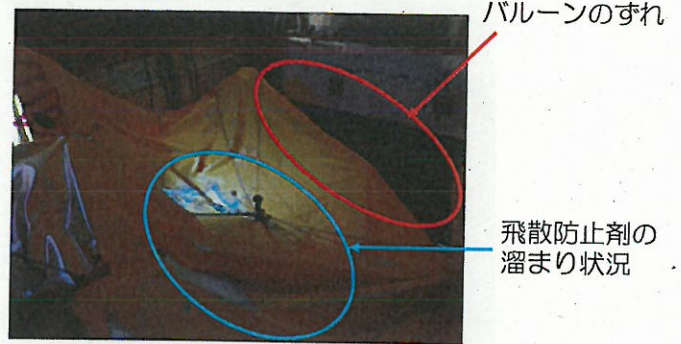 バルーンのずれ
飛散防止剤の
溜まり状況